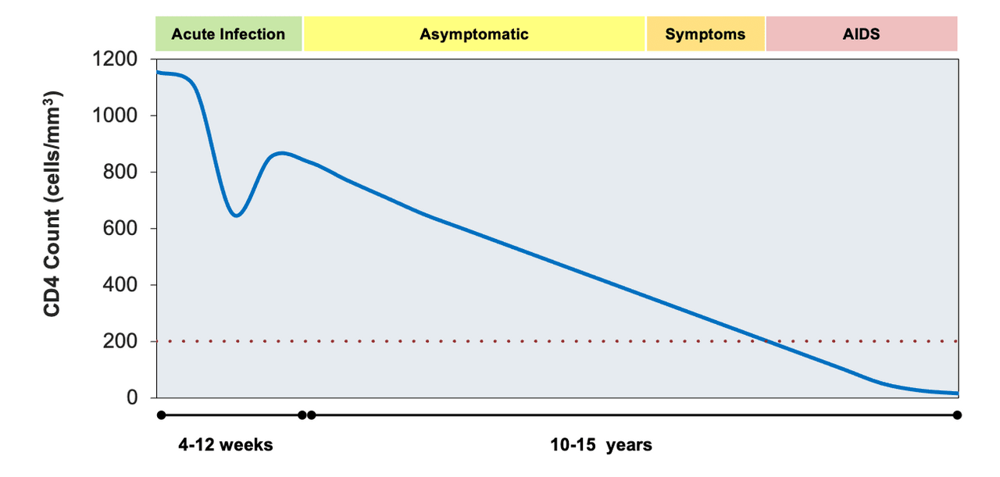 Acute Infection
Asymptomatic
Symptoms
AIDS
CD4 Count (cells/mm³)
1200
1000
800
600
400
200
0
4-12 weeks
10-15 years